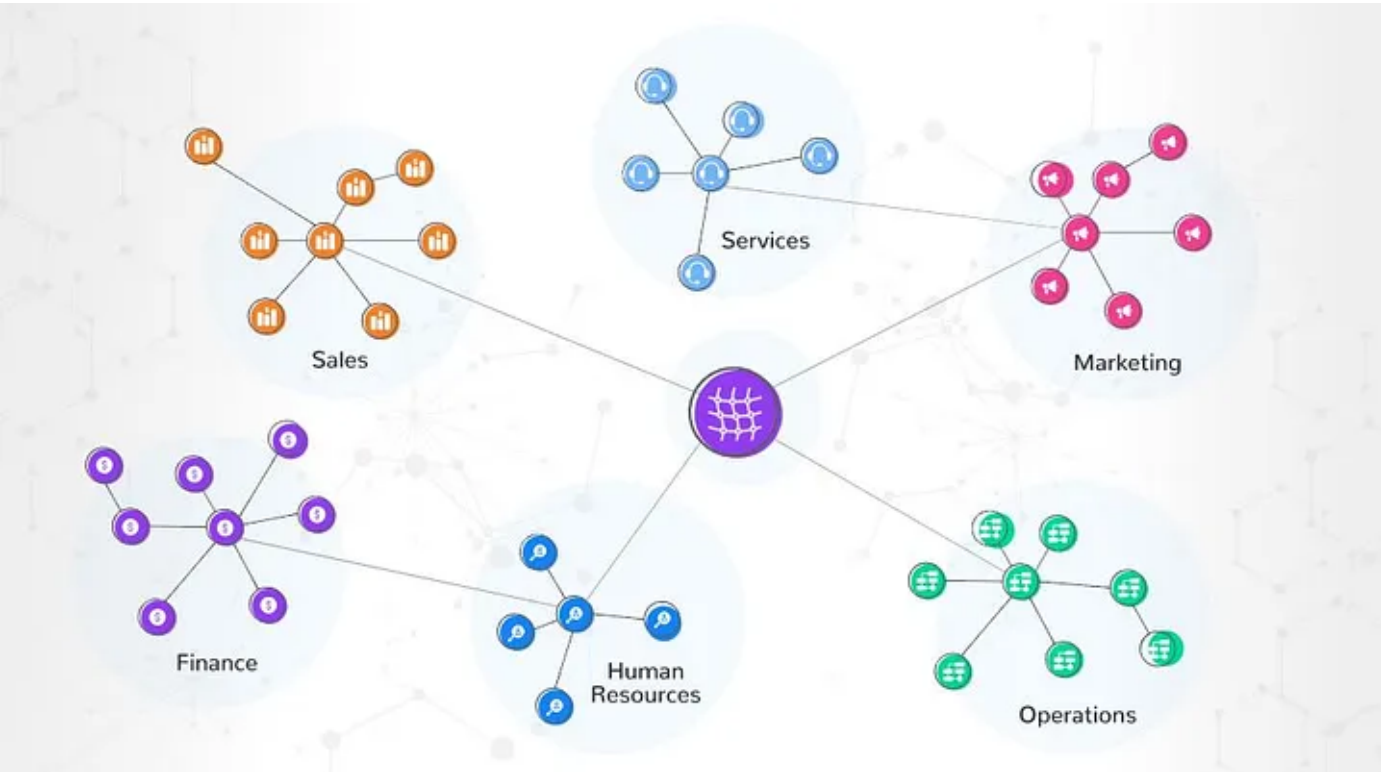 Services
Sales
Marketing
Finance
Human
Resources
Operations